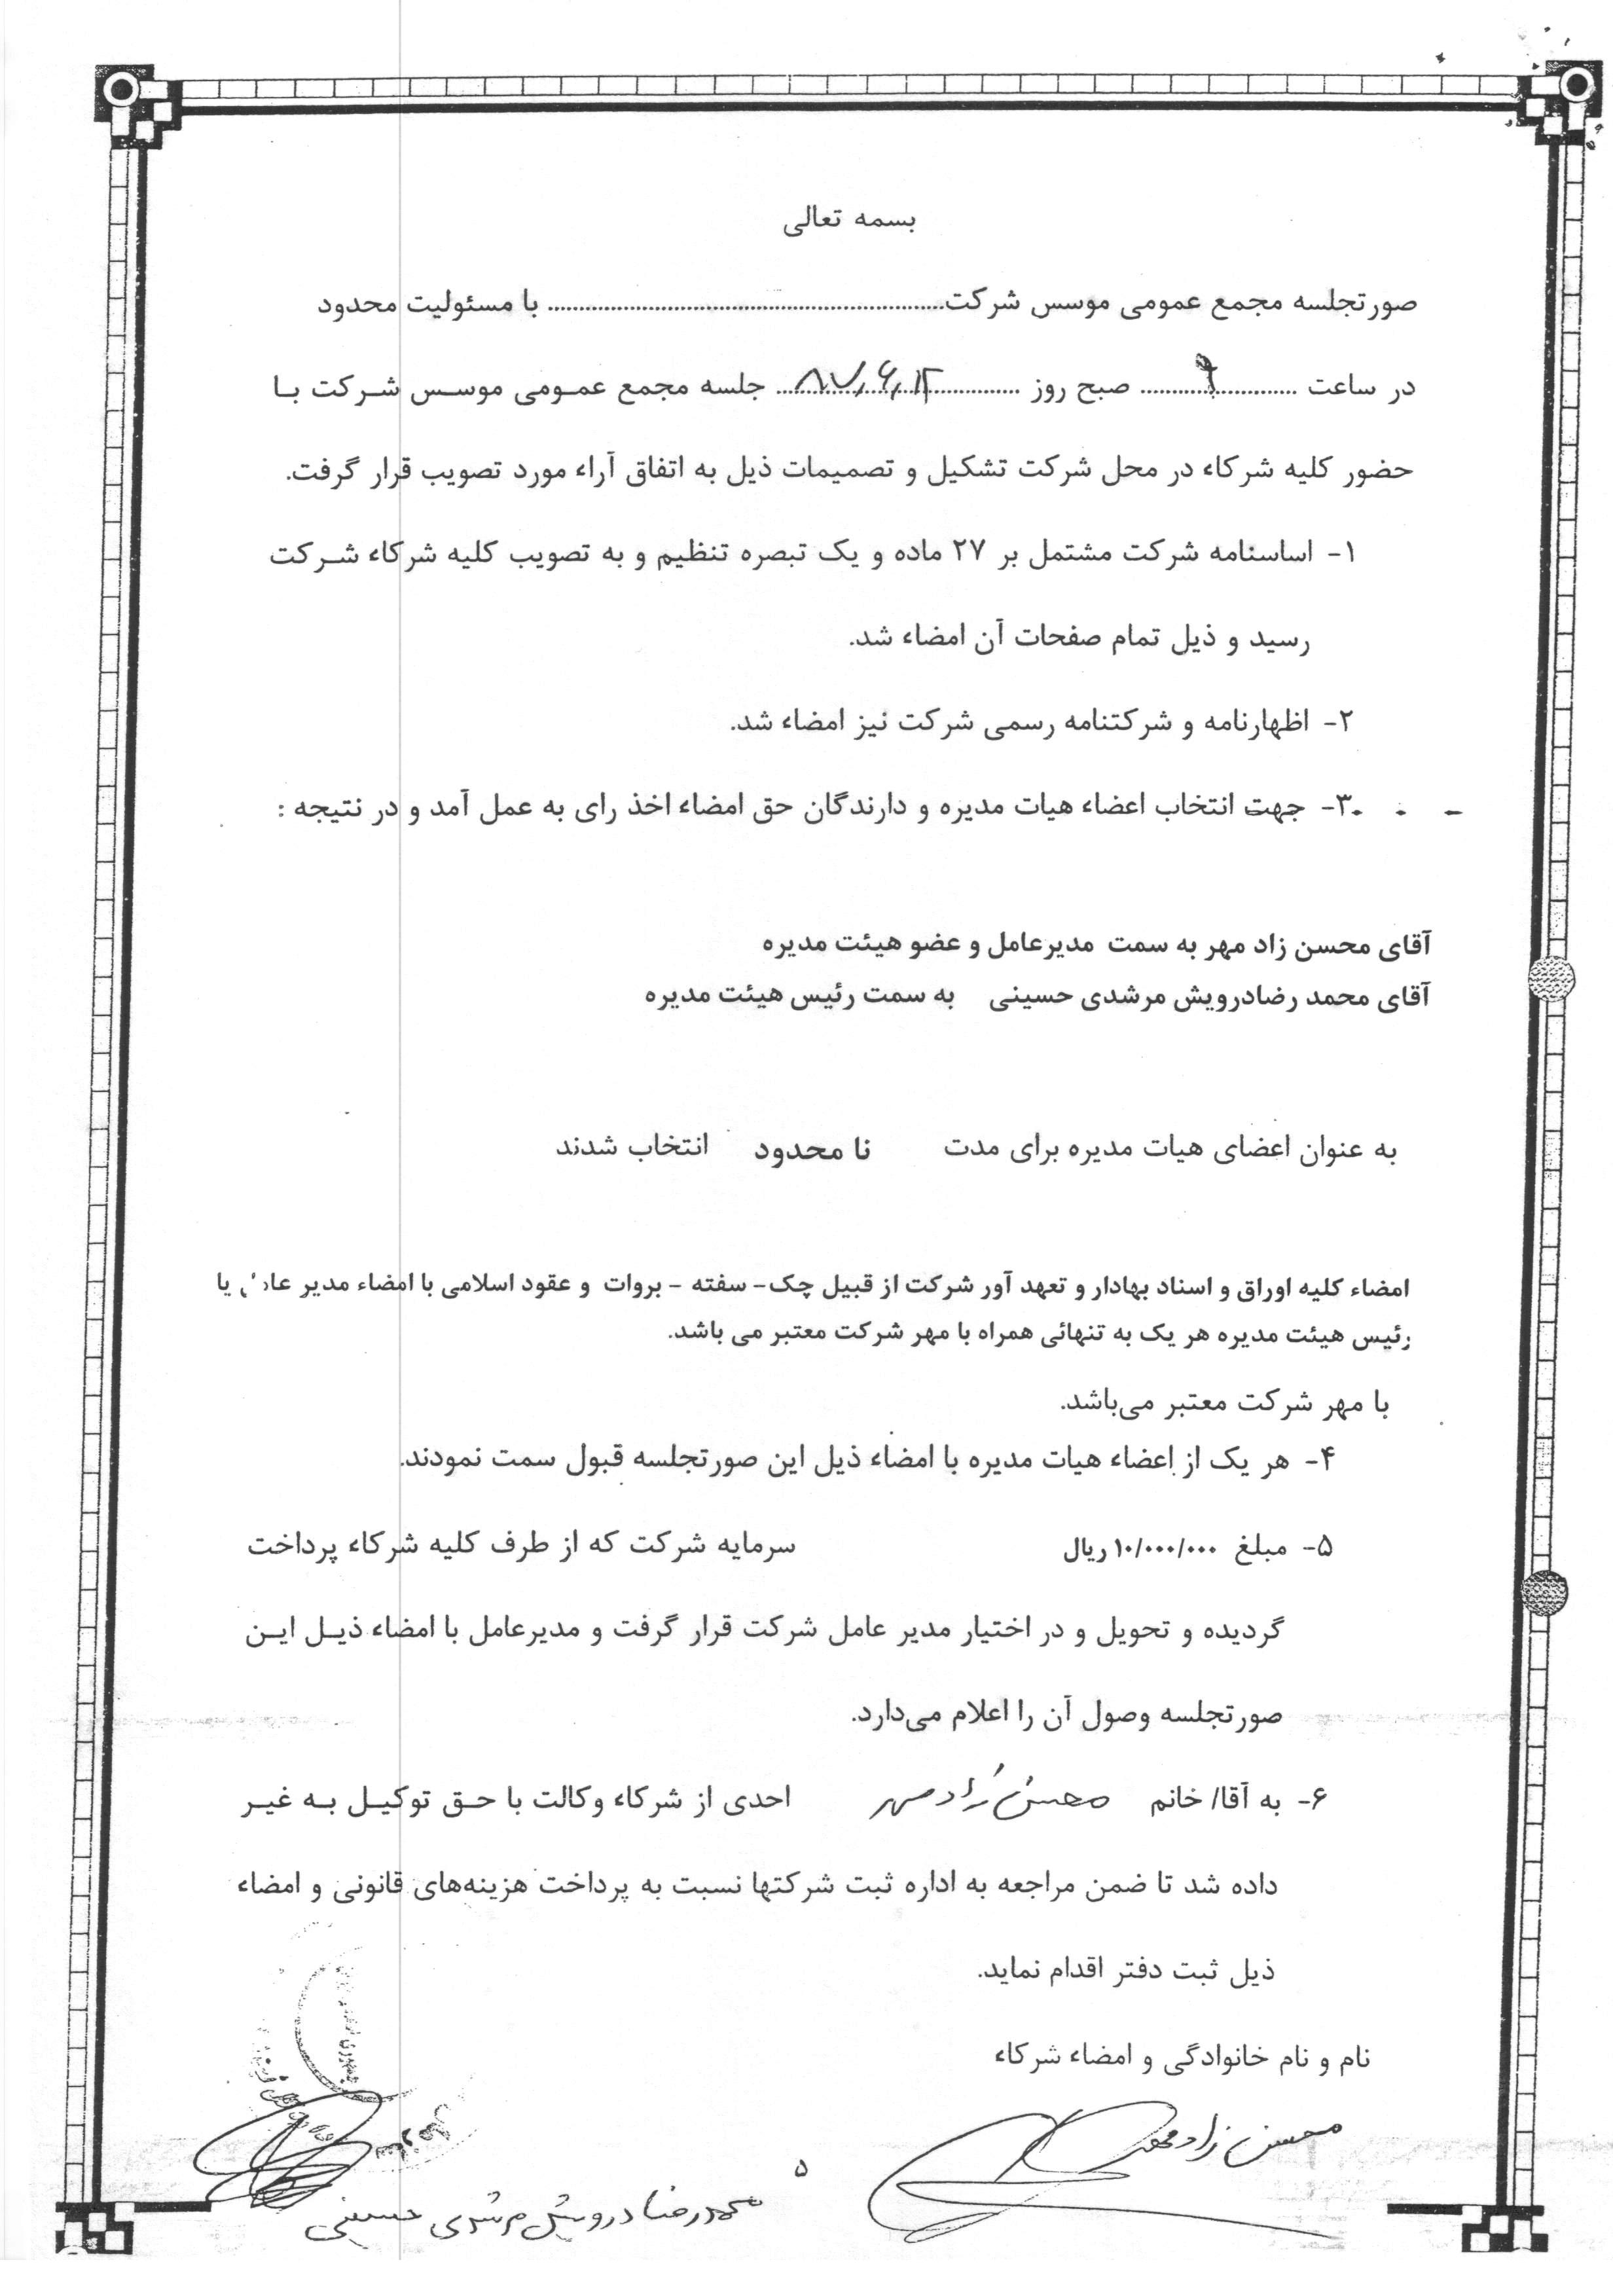 بسمه تعالی
صورتجلسه مجمع عمومی موسس شرکت................................................................ با مسئولیت محدود
در ساعت .......... ۹ .......... صبح روز .......... ۸۷,۶,۱۲ .......... جلسه مجمع عمومی موسس شرکت با
حضور کلیه شرکاء در محل شرکت تشکیل و تصمیمات ذیل به اتفاق آراء مورد تصویب قرار گرفت.
۱- اساسنامه شرکت مشتمل بر ۲۷ ماده و یک تبصره تنظیم و به تصویب کلیه شرکاء شرکت
رسید و ذیل تمام صفحات آن امضاء شد.
۲- اظهارنامه و شرکتنامه رسمی شرکت نیز امضاء شد.
۳- جهت انتخاب اعضاء هیات مدیره و دارندگان حق امضاء اخذ رای به عمل آمد و در نتیجه :
آقای محسن زاد مهر به سمت مدیرعامل و عضو هیئت مدیره
آقای محمد رضادرویش مرشدی حسینی به سمت رئیس هیئت مدیره
به عنوان اعضای هیات مدیره برای مدت نا محدود انتخاب شدند
امضاء کلیه اوراق و اسناد بهادار و تعهد آور شرکت از قبیل چک- سفته - بروات و عقود اسلامی با امضاء مدیر عامل یا
رئیس هیئت مدیره هر یک به تنهائی همراه با مهر شرکت معتبر می باشد.
با مهر شرکت معتبر می‌باشد.
۴- هر یک از اعضاء هیات مدیره با امضاء ذیل این صورتجلسه قبول سمت نمودند.
۵- مبلغ ۱۰/۰۰۰/۰۰۰ ریال سرمایه شرکت که از طرف کلیه شرکاء پرداخت
گردیده و تحویل و در اختیار مدیر عامل شرکت قرار گرفت و مدیرعامل با امضاء ذیل این
صورتجلسه وصول آن را اعلام می‌دارد.
۶- به آقا/ خانم محسن زادمهر احدی از شرکاء وکالت با حق توکیل به غیر
داده شد تا ضمن مراجعه به اداره ثبت شرکتها نسبت به پرداخت هزینه‌های قانونی و امضاء
ذیل ثبت دفتر اقدام نماید.
نام و نام خانوادگی و امضاء شرکاء
محسن زادمهر
محمدرضا درویش مرشدی حسینی
۵